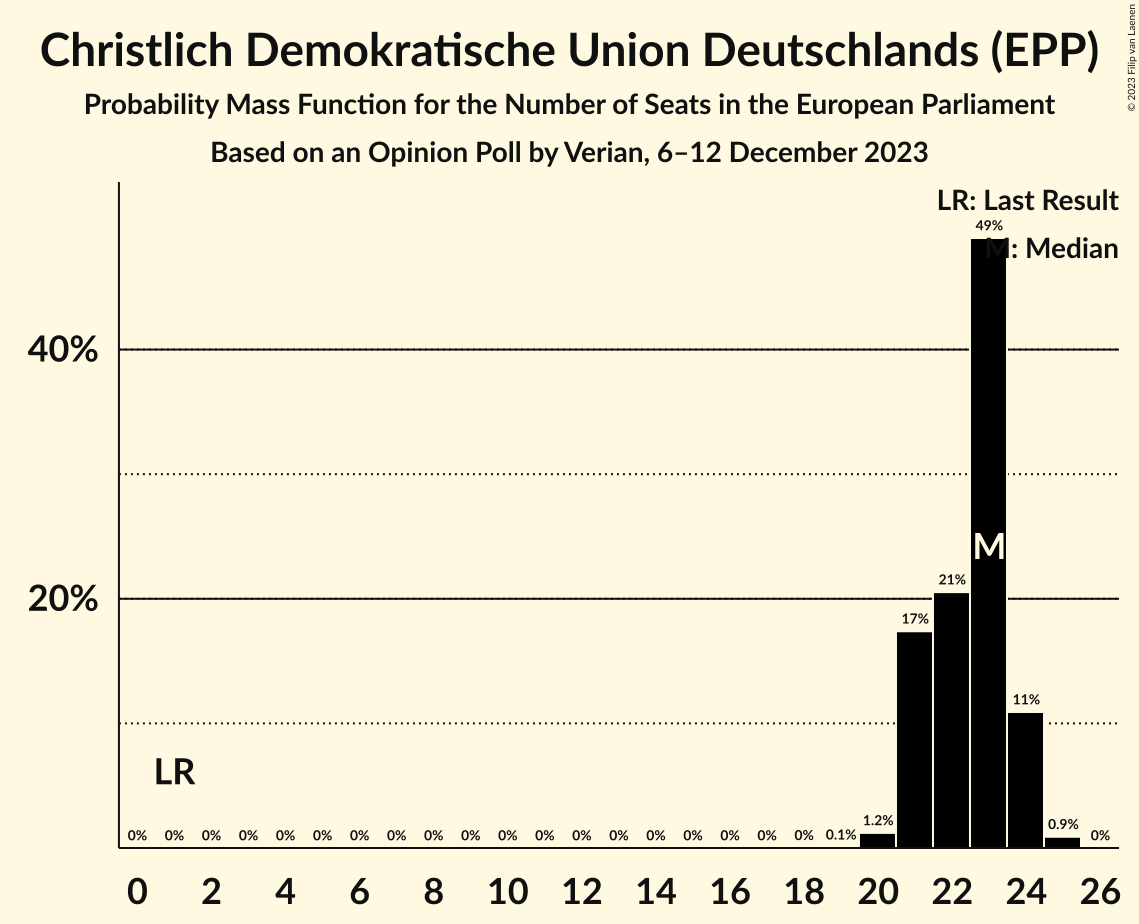 Christlich Demokratische Union Deutschlands (EPP)
Probability Mass Function for the Number of Seats in the European Parliament
Based on an Opinion Poll by Verian, 6–12 December 2023
© 2023 Filip van Laenen
LR: Last Result
49%
M: Median
40%
M
21%
20%
17%
11%
LR
0% 0% 0% 0% 0% 0% 0% 0% 0% 0% 0% 0% 0% 0% 0% 0% 0% 0% 0% 0.1% 1.2% 0.9% 0%
0 2 4 6 8 10 12 14 16 18 20 22 24 26